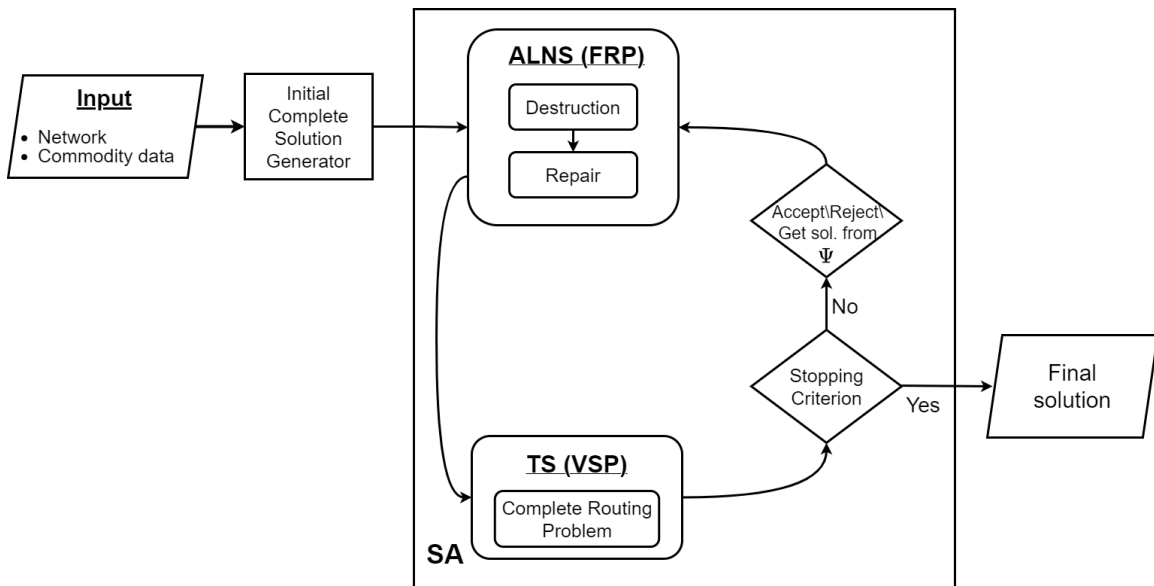 Input
• Network
• Commodity data
Initial
Complete
Solution
Generator
ALNS (FRP)
Destruction
Repair
Accept\Reject\
Get sol. from
Ψ
No
Stopping
Criterion
Yes
Final
solution
TS (VSP)
Complete Routing
Problem
SA